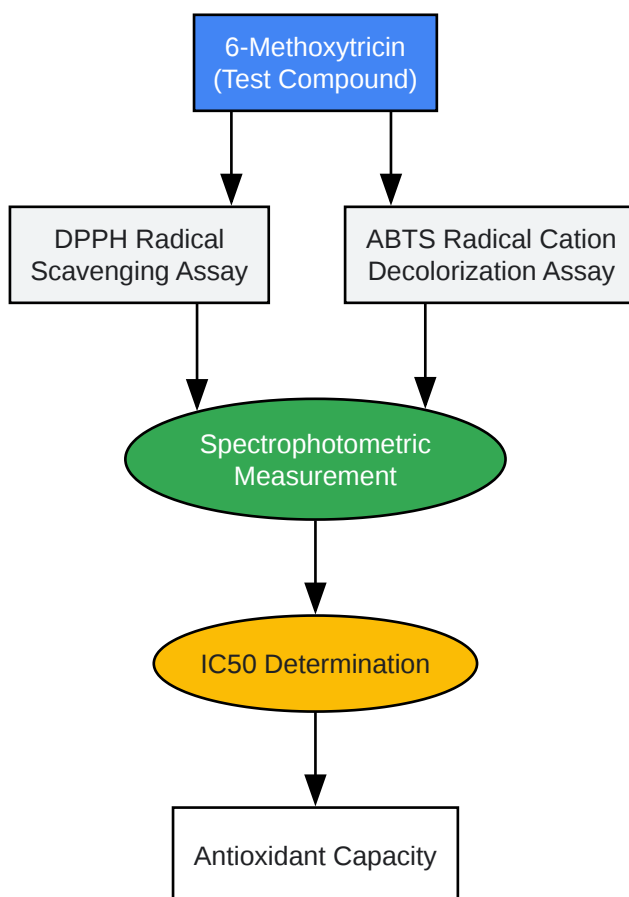 6-Methoxytricin
(Test Compound)
DPPH Radical
Scavenging Assay
ABTS Radical Cation
Decolorization Assay
Spectrophotometric
Measurement
IC50 Determination
Antioxidant Capacity